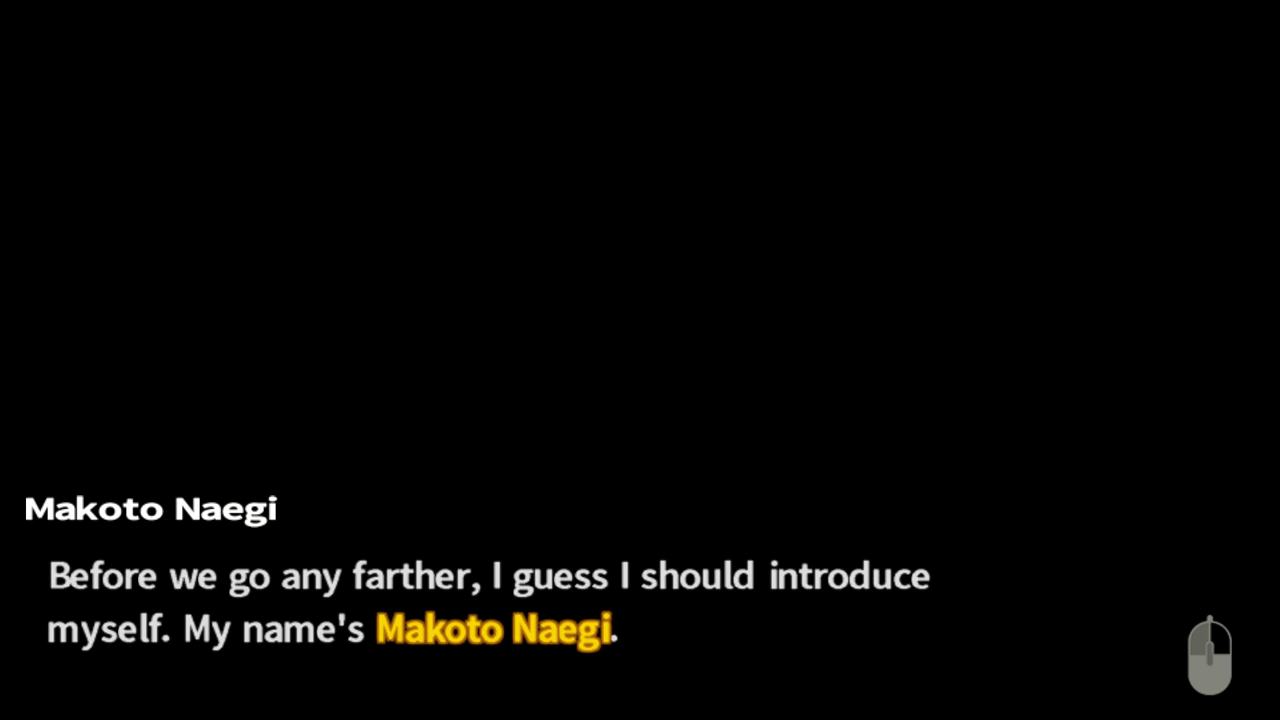 Makoto Naegi
Before we go any farther, I guess I should introduce
myself. My name's Makoto Naegi.